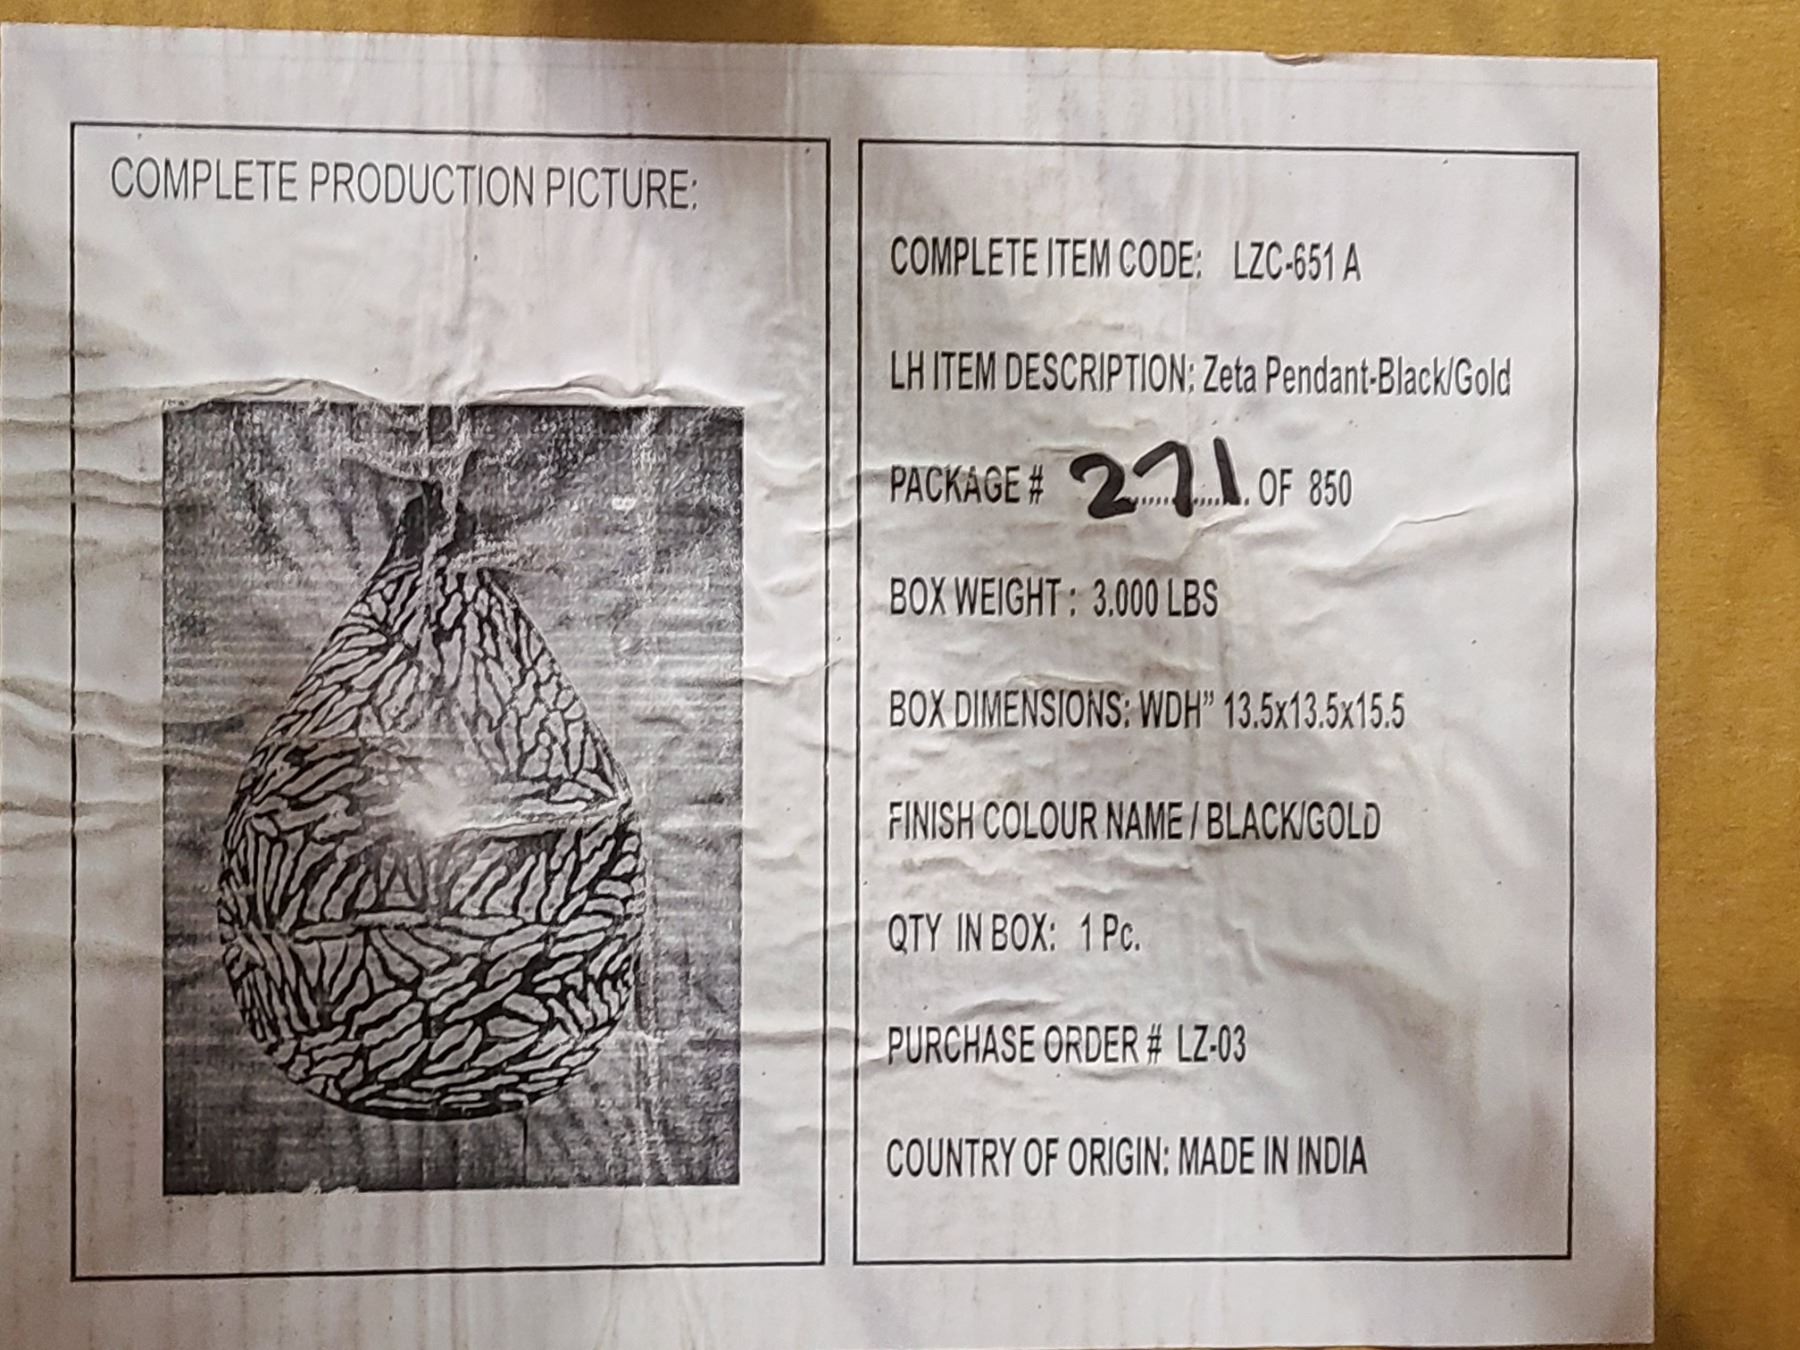 COMPLETE PRODUCTION PICTURE:
COMPLETE ITEM CODE: LZC-651 A
LH ITEM DESCRIPTION: Zeta Pendant-Black/Gold
PACKAGE # 271 OF 850
BOX WEIGHT : 3.000 LBS
BOX DIMENSIONS: WDH” 13.5x13.5x15.5
FINISH COLOUR NAME / BLACK/GOLD
QTY IN BOX: 1 Pc.
PURCHASE ORDER # LZ-03
COUNTRY OF ORIGIN: MADE IN INDIA